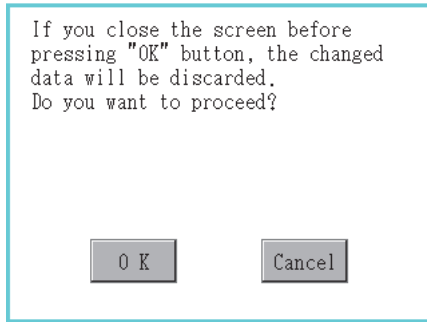 If you close the screen before
pressing "OK" button, the changed
data will be discarded.
Do you want to proceed?
O K
Cancel